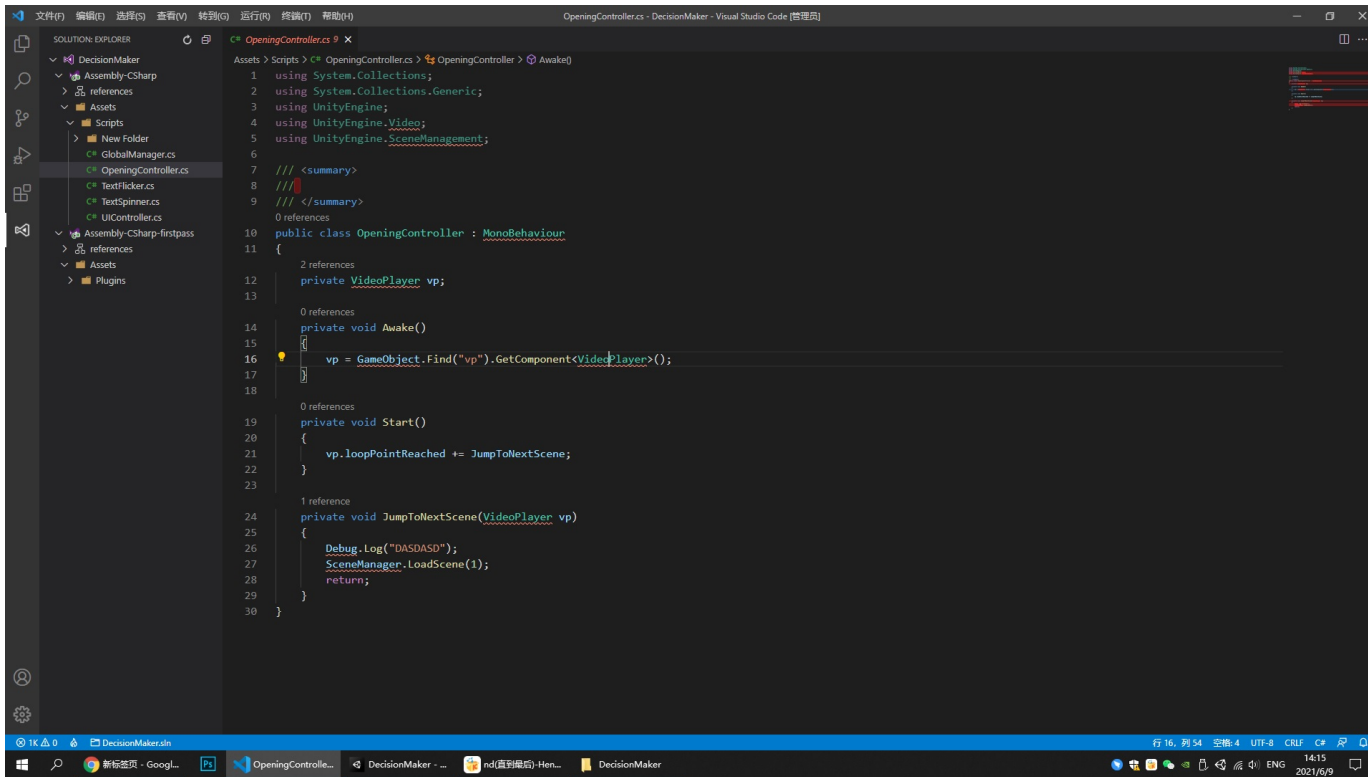 文件(F) 编辑(E) 选择(S) 查看(V) 转到(G) 运行(R) 终端(T) 帮助(H) OpeningController.cs - DecisionMaker - Visual Studio Code [管理员]
SOLUTION: EXPLORER
DecisionMaker
Assembly-CSharp
references
Assets
Scripts
New Folder
C# GlobalManager.cs
C# OpeningController.cs
C# TextFlicker.cs
C# TextSpinner.cs
C# UIController.cs
Assembly-CSharp-firstpass
references
Assets
Plugins
C# OpeningController.cs 9
Assets > Scripts > C# OpeningController.cs > OpeningController > Awake()
1 using System.Collections;
2 using System.Collections.Generic;
3 using UnityEngine;
4 using UnityEngine.Video;
5 using UnityEngine.SceneManagement;
6
7 /// <summary>
8 ///
9 /// </summary>
0 references
10 public class OpeningController : MonoBehaviour
11 {
2 references
12 private VideoPlayer vp;
13
0 references
14 private void Awake()
15 {
16 vp = GameObject.Find("vp").GetComponent<VideoPlayer>();
17 }
18
0 references
19 private void Start()
20 {
21 vp.loopPointReached += JumpToNextScene;
22 }
23
1 reference
24 private void JumpToNextScene(VideoPlayer vp)
25 {
26 Debug.Log("DASDASD");
27 SceneManager.LoadScene(1);
28 return;
29 }
30 }
1K 0 DecisionMaker.sln
行 16, 列 54 空格: 4 UTF-8 CRLF C#
新标签页 - Googl... Ps OpeningControlle... DecisionMaker - ... nd(直到最后)-Hen... DecisionMaker
ENG 14:15
2021/6/9